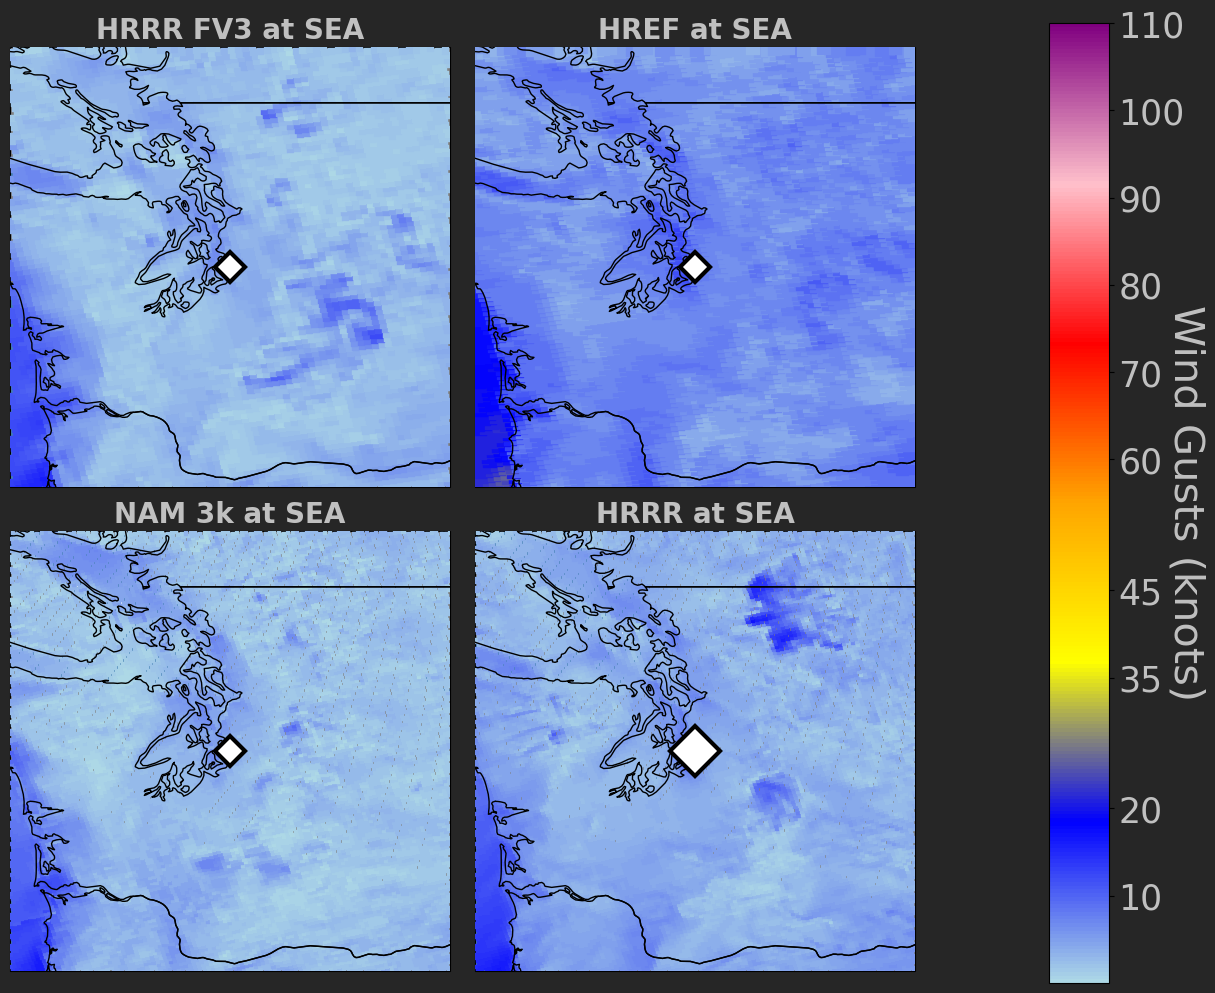 HRRR FV3 at SEA
HREF at SEA
NAM 3k at SEA
HRRR at SEA
110
100
90
80
70
60
45
35
20
10
Wind Gusts (knots)